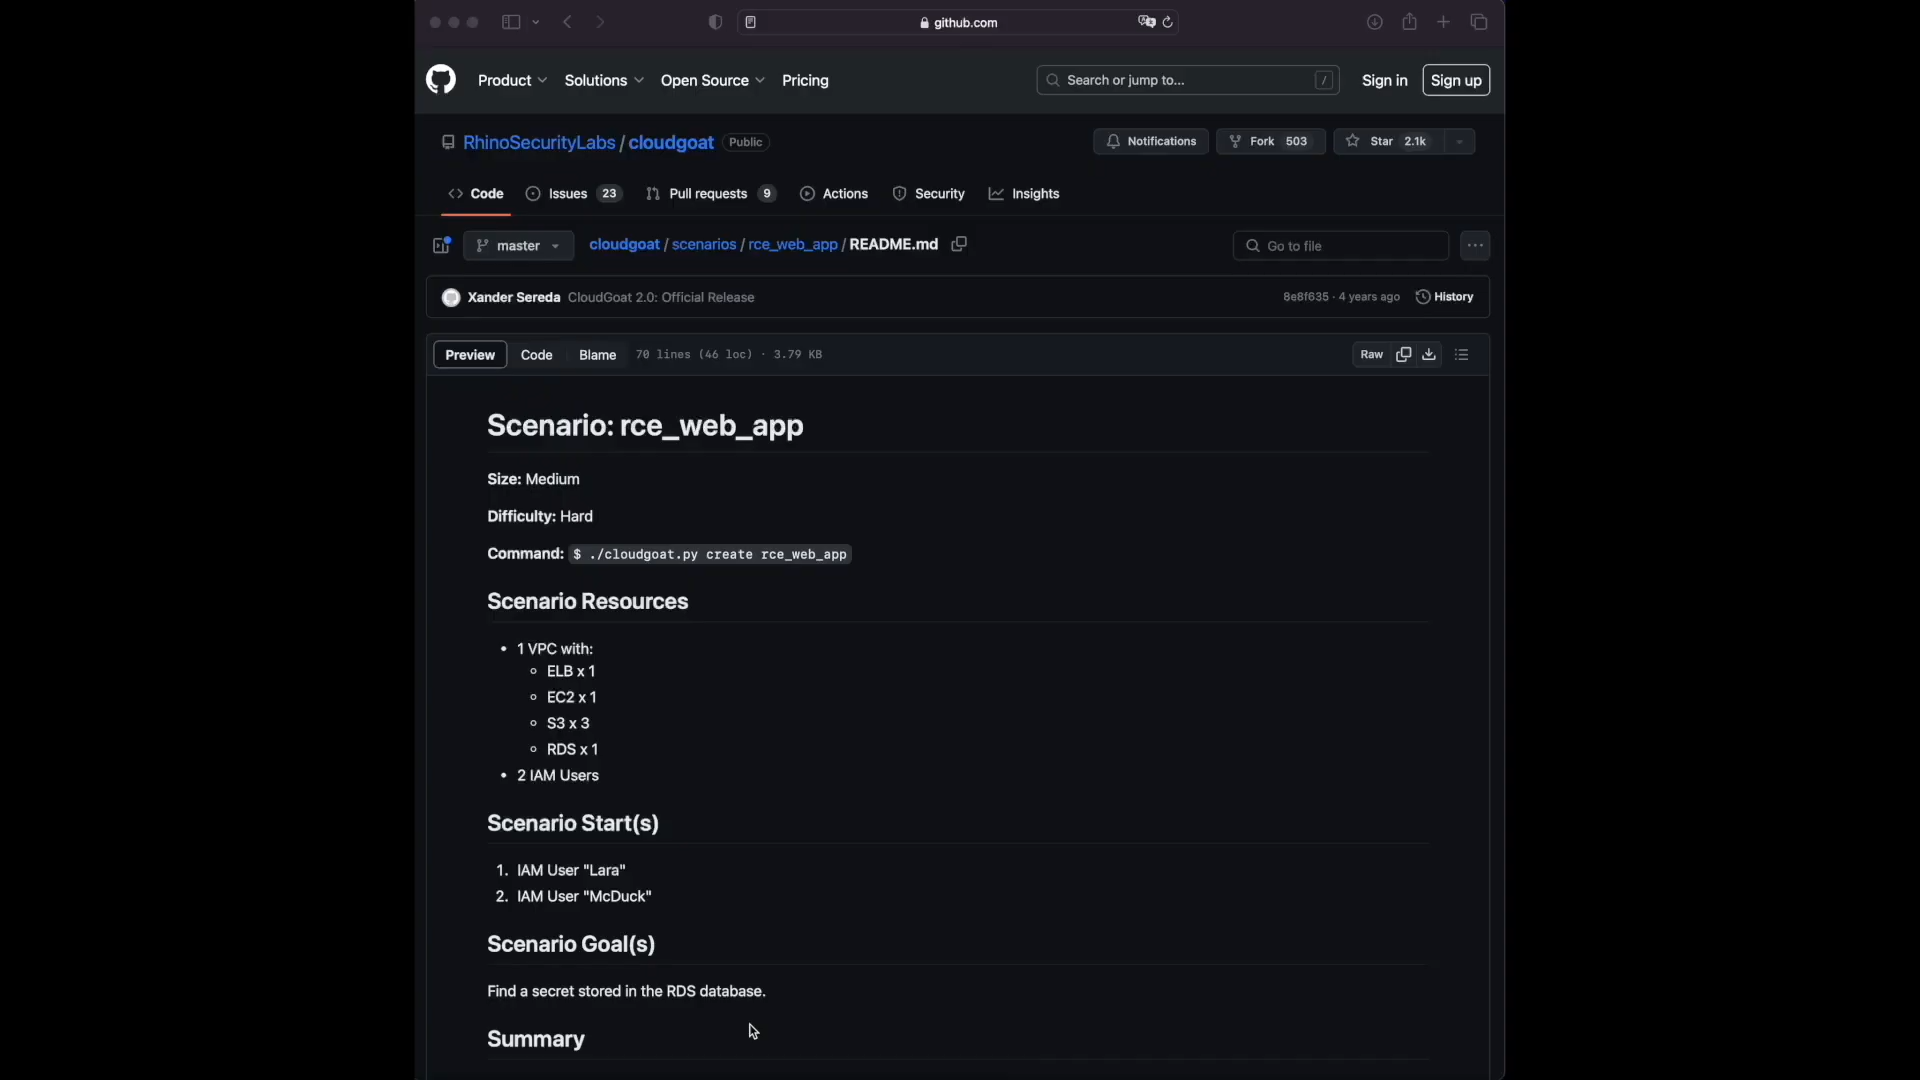 github.com
Product Solutions Open Source Pricing Search or jump to... / Sign in Sign up
RhinoSecurityLabs / cloudgoat Public Notifications Fork 503 Star 2.1k
Code Issues 23 Pull requests 9 Actions Security Insights
master cloudgoat / scenarios / rce_web_app / README.md Go to file
Xander Sereda CloudGoat 2.0: Official Release 8e8f635 · 4 years ago History
Preview Code Blame 70 lines (46 loc) · 3.79 KB Raw
Scenario: rce_web_app
Size: Medium
Difficulty: Hard
Command: $ ./cloudgoat.py create rce_web_app
Scenario Resources
• 1 VPC with:
◦ ELB x 1
◦ EC2 x 1
◦ S3 x 3
◦ RDS x 1
• 2 IAM Users
Scenario Start(s)
1. IAM User "Lara"
2. IAM User "McDuck"
Scenario Goal(s)
Find a secret stored in the RDS database.
Summary